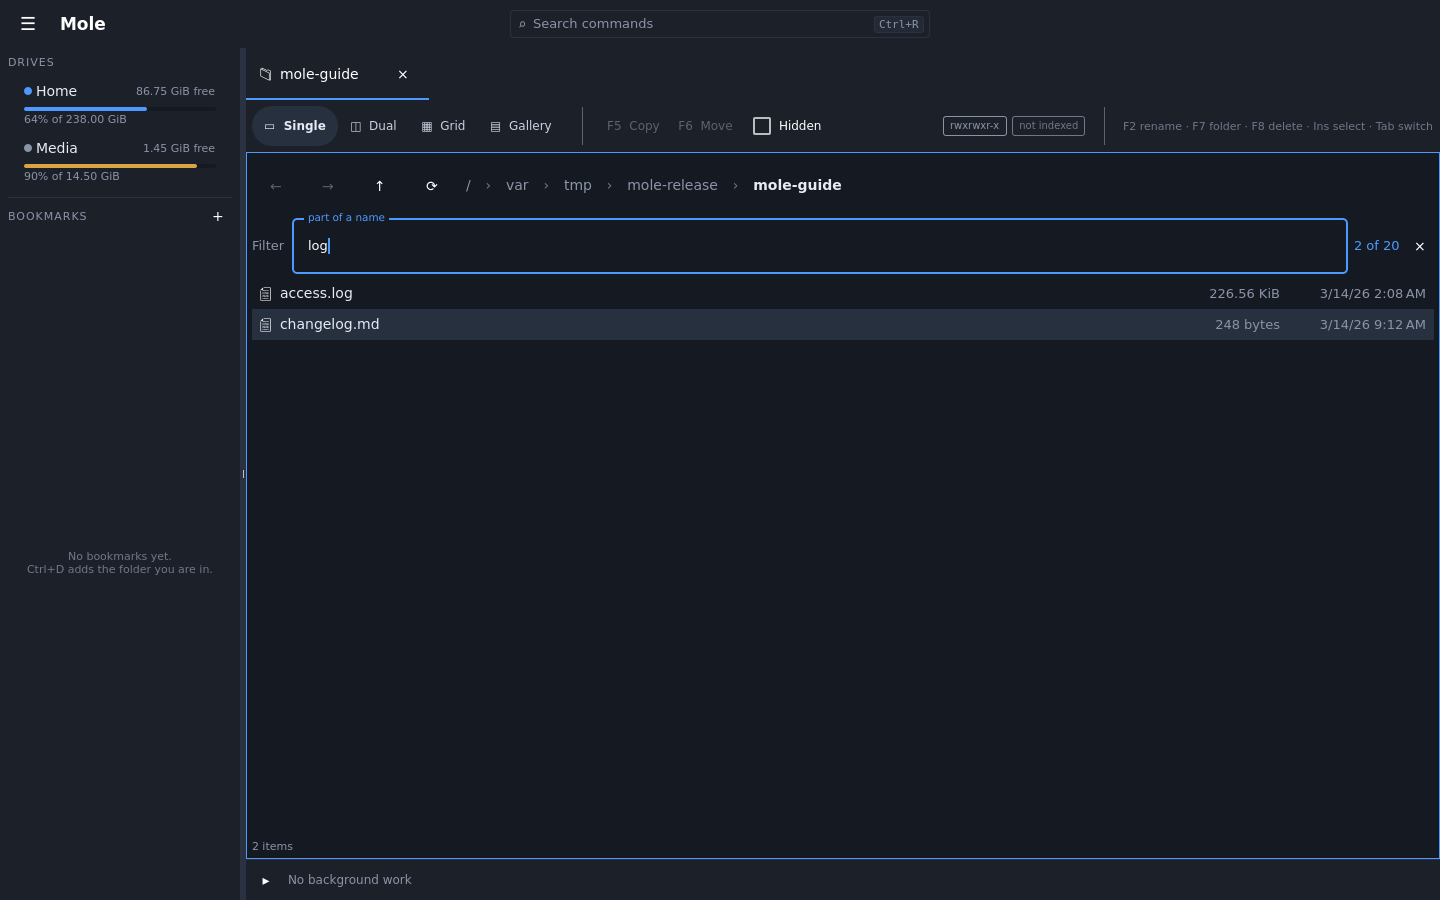 ☰ Mole
⌕ Search commands Ctrl+R
DRIVES
Home 86.75 GiB free
64% of 238.00 GiB
Media 1.45 GiB free
90% of 14.50 GiB
BOOKMARKS +
No bookmarks yet.
Ctrl+D adds the folder you are in.
mole-guide ×
Single Dual Grid Gallery F5 Copy F6 Move Hidden rwxrwxr-x not indexed F2 rename · F7 folder · F8 delete · Ins select · Tab switch
← → ↑ ⟳ / › var › tmp › mole-release › mole-guide
part of a name
Filter log 2 of 20 ×
access.log 226.56 KiB 3/14/26 2:08 AM
changelog.md 248 bytes 3/14/26 9:12 AM
2 items
▸ No background work